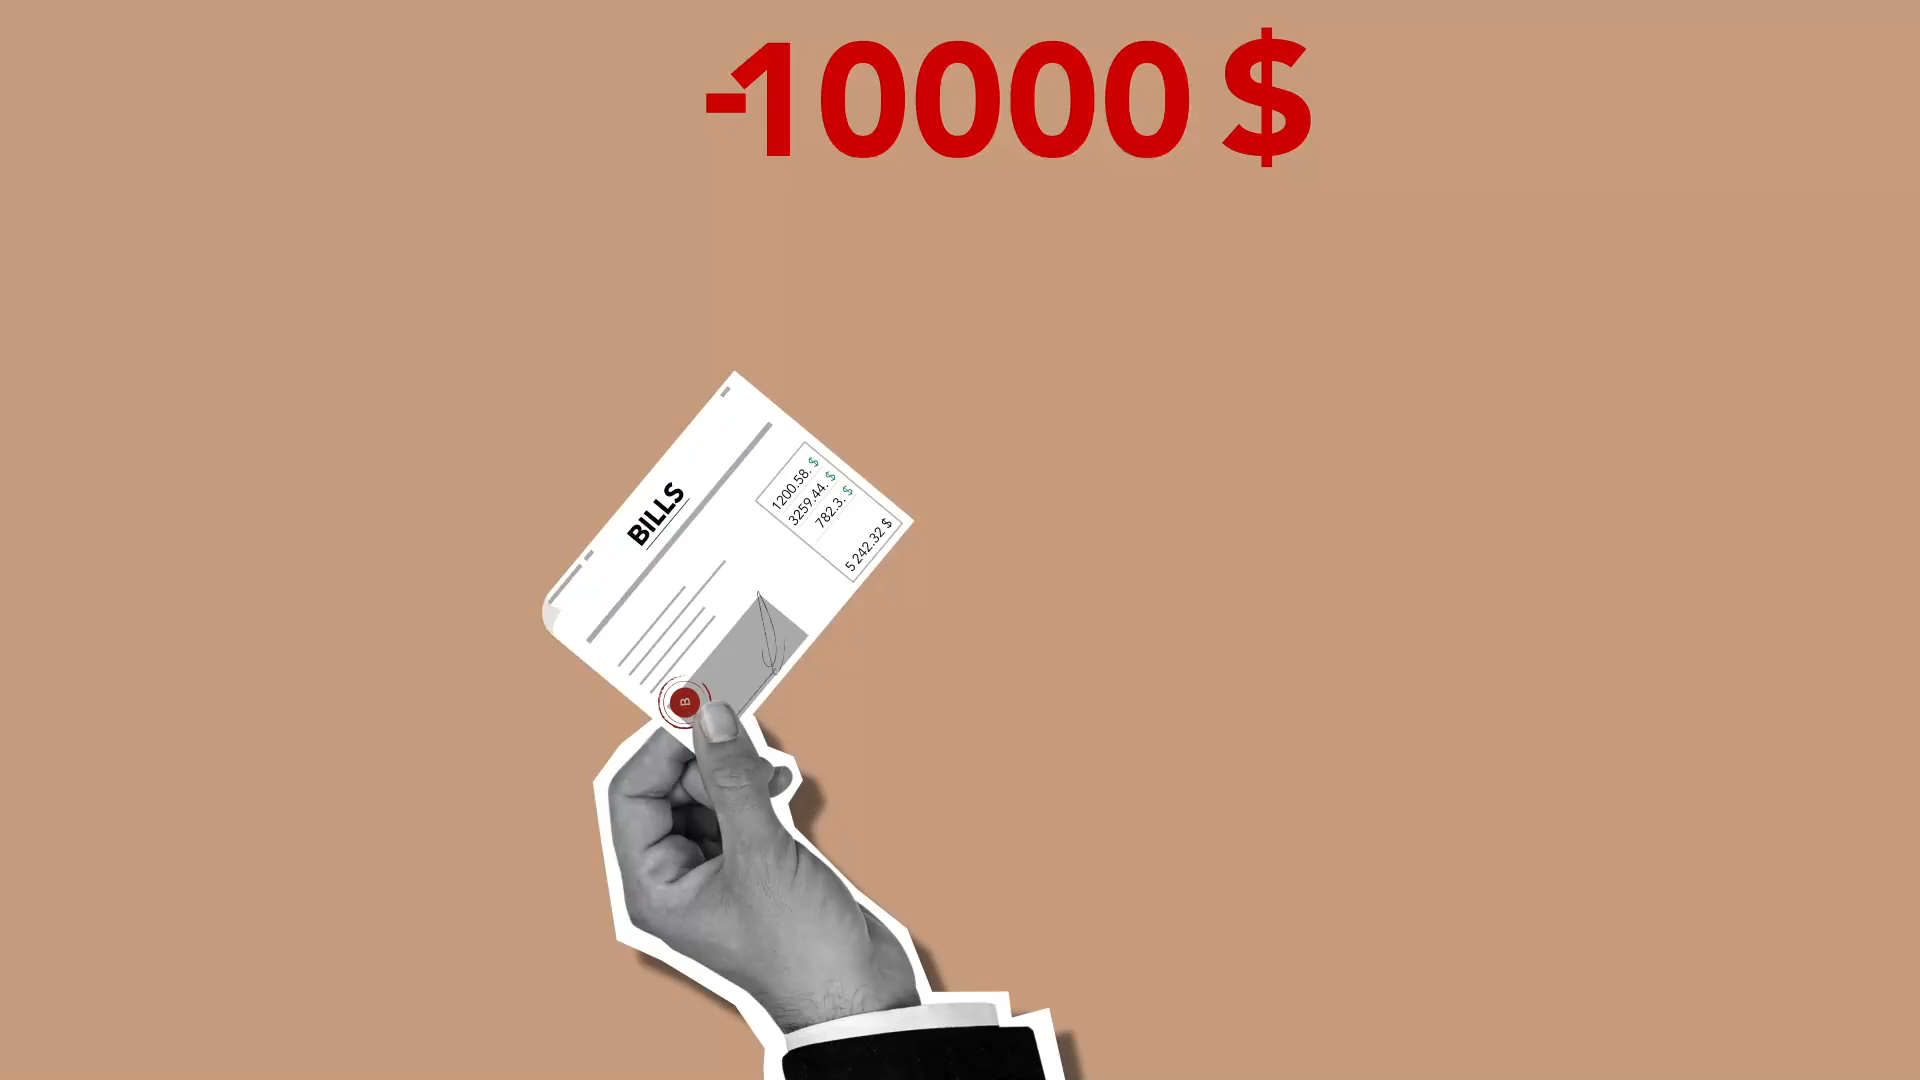 -10000 $
BILLS
1200.58. $
3259.44. $
782.3. $
5 242.32 $
B